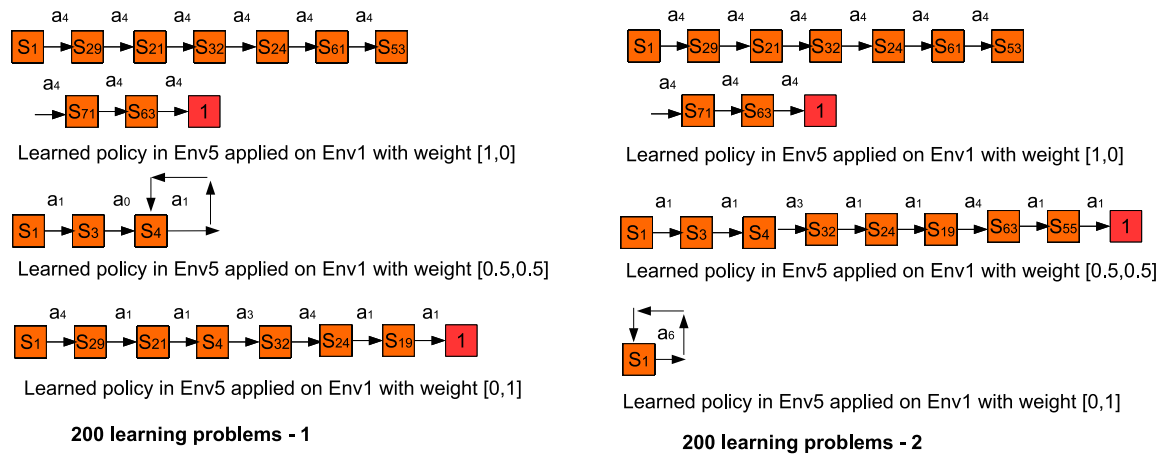 a4 a4 a4 a4 a4 a4
S1 S29 S21 S32 S24 S61 S53
a4 a4 a4
S71 S63 1
Learned policy in Env5 applied on Env1 with weight [1,0]
a1 a0 a1
S1 S3 S4
Learned policy in Env5 applied on Env1 with weight [0.5,0.5]
a4 a1 a1 a3 a4 a1 a1
S1 S29 S21 S4 S32 S24 S19 1
Learned policy in Env5 applied on Env1 with weight [0,1]
200 learning problems - 1
a4 a4 a4 a4 a4 a4
S1 S29 S21 S32 S24 S61 S53
a4 a4 a4
S71 S63 1
Learned policy in Env5 applied on Env1 with weight [1,0]
a1 a1 a3 a1 a1 a4 a1 a1
S1 S3 S4 S32 S24 S19 S63 S55 1
Learned policy in Env5 applied on Env1 with weight [0.5,0.5]
a6
S1
Learned policy in Env5 applied on Env1 with weight [0,1]
200 learning problems - 2